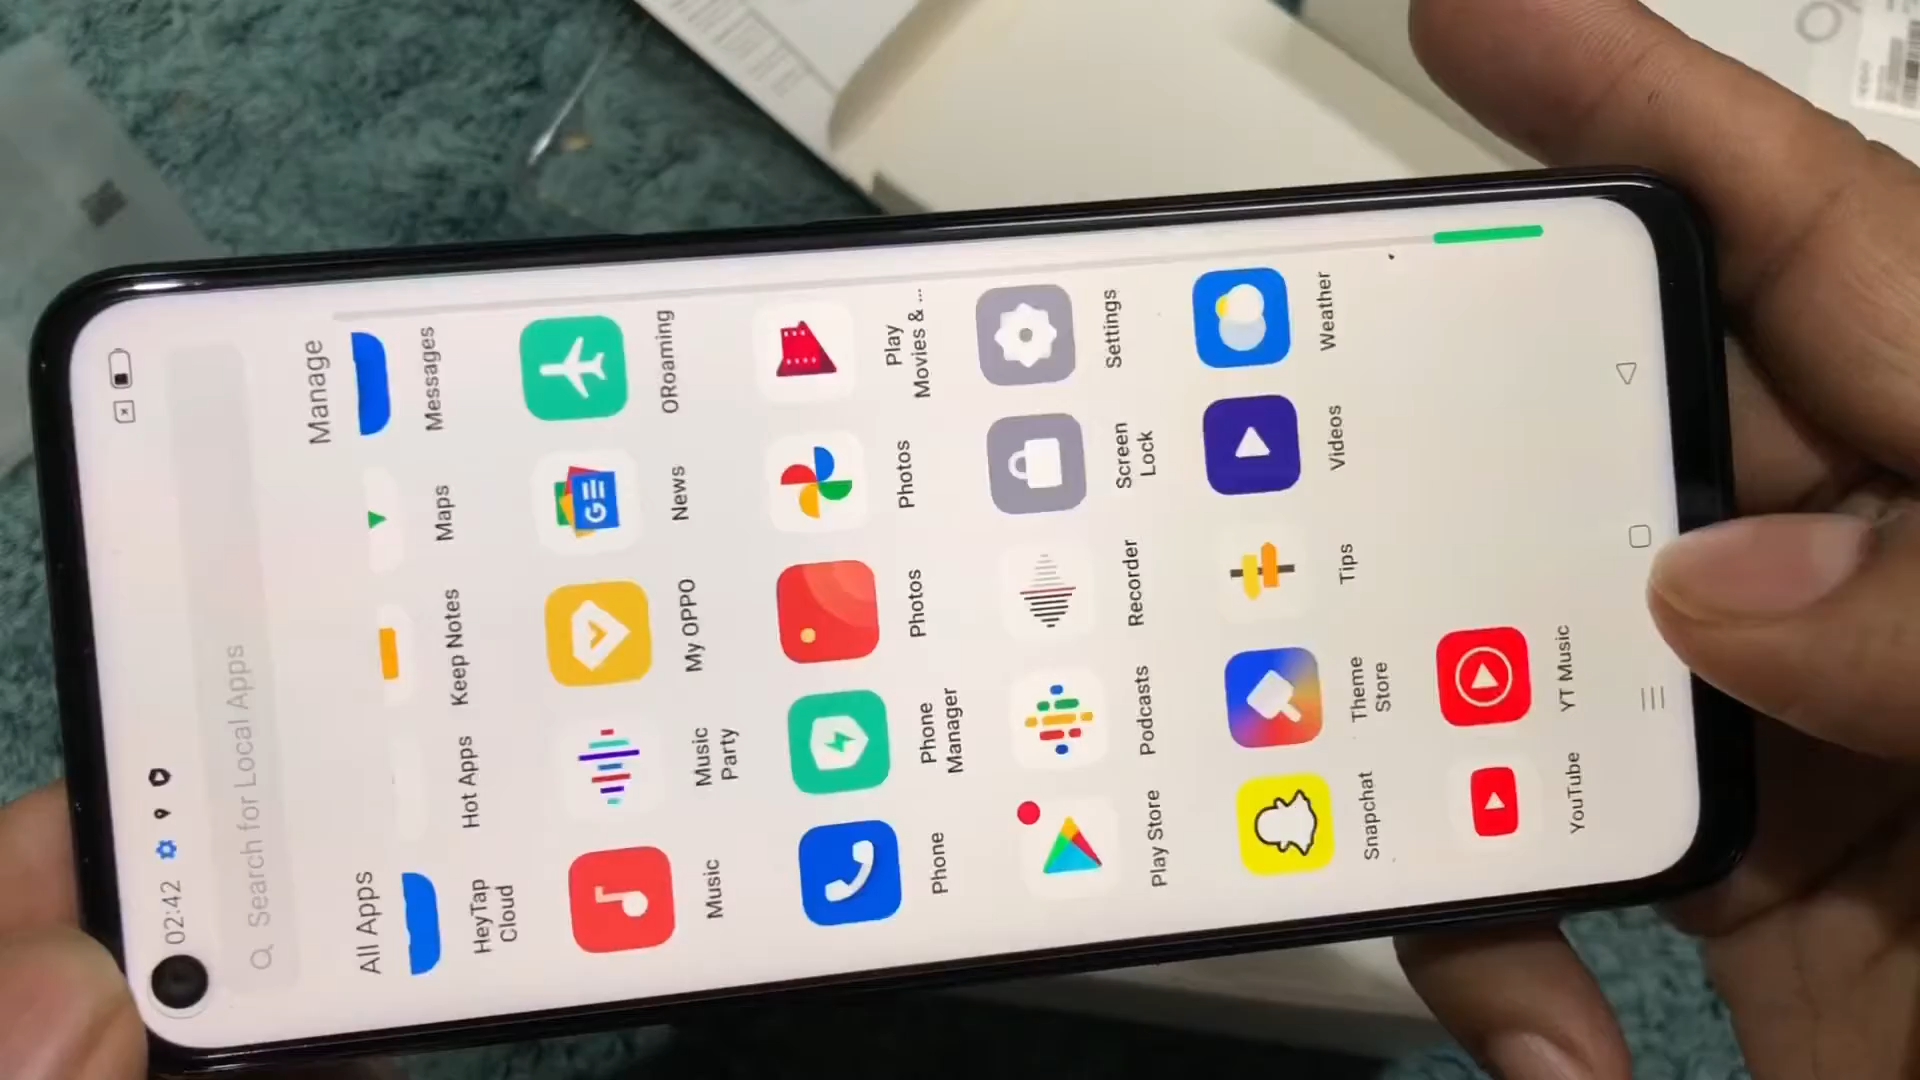 02:42
Search for Local Apps
All Apps
Manage
HeyTap
Cloud
Hot Apps
Keep Notes
Maps
Messages
Music
Music
Party
My OPPO
News
ORoaming
Phone
Phone
Manager
Photos
Photos
Play
Movies & ...
Play Store
Podcasts
Recorder
Screen
Lock
Settings
Snapchat
Theme
Store
Tips
Videos
Weather
YouTube
YT Music